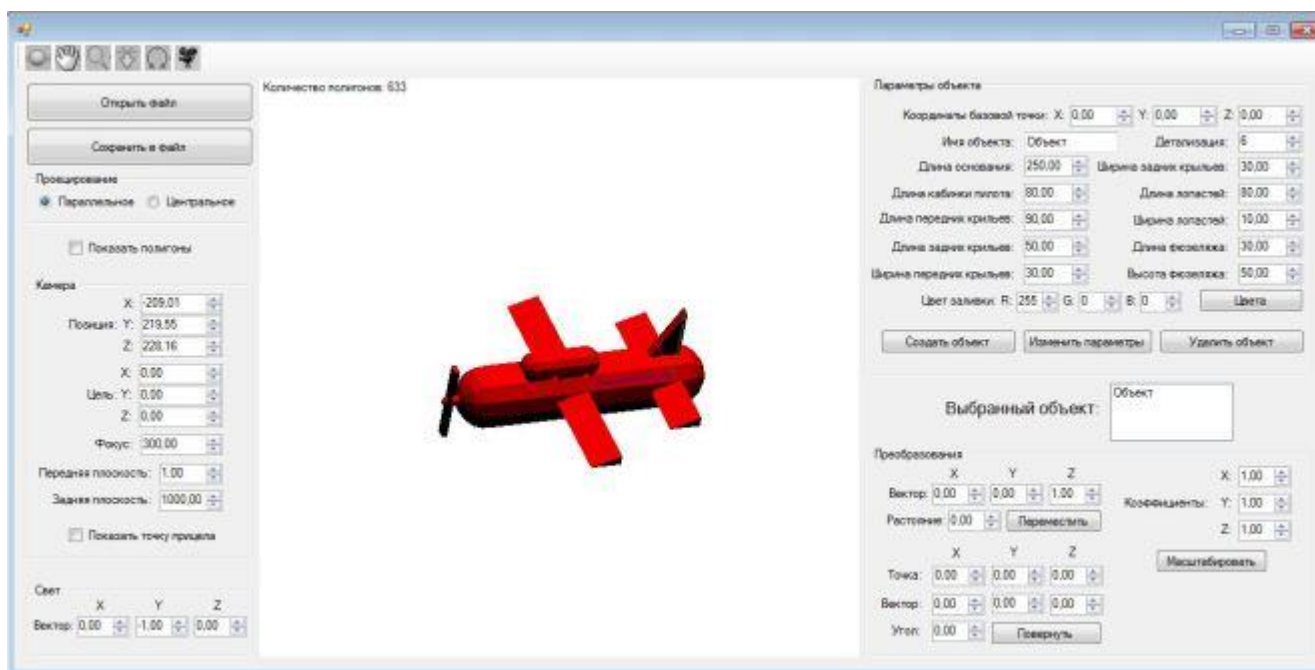 Открыть файл
Сохранить в файл
Проецирование
Параллельное Центральное
Показать полигоны
Камера
X: -209,01
Позиция: Y: 219,55
Z: 228,16
X: 0,00
Цель: Y: 0,00
Z: 0,00
Фокус: 300,00
Передняя плоскость: 1,00
Задняя плоскость: 1000,00
Показать точку прицела
Свет
X Y Z
Вектор: 0,00 -1,00 0,00
Количество полигонов: 633
Параметры объекта
Координаты базовой точки: X: 0,00 Y: 0,00 Z: 0,00
Имя объекта: Объект Детализация: 6
Длина основания: 250,00 Ширина задник крыльев: 30,00
Длина кабинки пилота: 80,00 Длина лопастей: 80,00
Длина передник крильев: 90,00 Ширина лопастей: 10,00
Длина задник крильев: 50,00 Длина фюзеляжа: 30,00
Ширина передник крыльев: 30,00 Высота фюзеляжа: 50,00
Цвет заливки: R: 255 G: 0 B: 0 Цвета
Создать объект Изменить параметры Удалить объект
Выбранный объект: Объект
Преобразования
X Y Z
Вектор: 0,00 0,00 1,00
Растояние: 0,00 Переместить
X: 1,00
Коэффициенты: Y: 1,00
Z: 1,00
Масштабировать
X Y Z
Точка: 0,00 0,00 0,00
Вектор: 0,00 0,00 0,00
Угол: 0,00 Повернуть